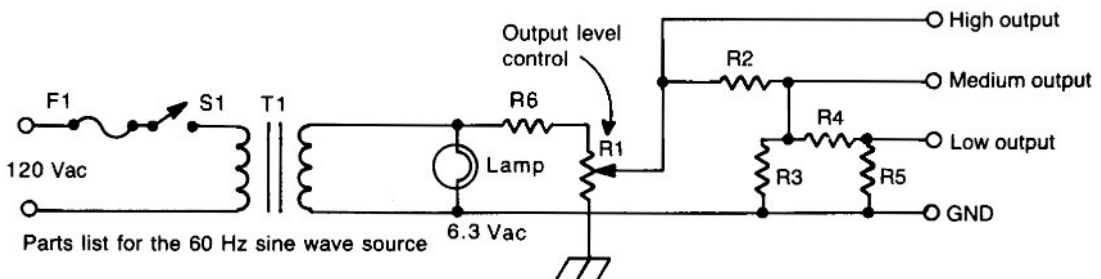 High output
Output level
control
R2
Medium output
F1
S1
T1
R6
R4
R1
Low output
120 Vac
Lamp
R3
R5
6.3 Vac
GND
Parts list for the 60 Hz sine wave source